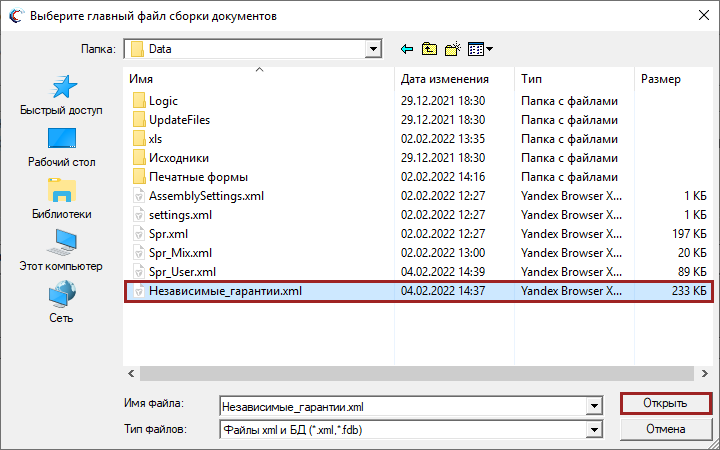 Выберите главный файл сборки документов
Папка: Data
Быстрый доступ
Рабочий стол
Библиотеки
Этот компьютер
Сеть
Имя Дата изменения Тип Размер
Logic 29.12.2021 18:30 Папка с файлами
UpdateFiles 29.12.2021 18:30 Папка с файлами
xls 02.02.2022 13:35 Папка с файлами
Исходники 29.12.2021 18:30 Папка с файлами
Печатные формы 02.02.2022 14:16 Папка с файлами
AssemblySettings.xml 02.02.2022 12:27 Yandex Browser X... 1 КБ
settings.xml 02.02.2022 12:27 Yandex Browser X... 1 КБ
Spr.xml 02.02.2022 12:27 Yandex Browser X... 197 КБ
Spr_Mix.xml 02.02.2022 13:00 Yandex Browser X... 20 КБ
Spr_User.xml 04.02.2022 14:39 Yandex Browser X... 89 КБ
Независимые_гарантии.xml 04.02.2022 14:37 Yandex Browser X... 233 КБ
Имя файла: Независимые_гарантии.xml Открыть
Тип файлов: Файлы xml и БД (*.xml,*.fdb) Отмена